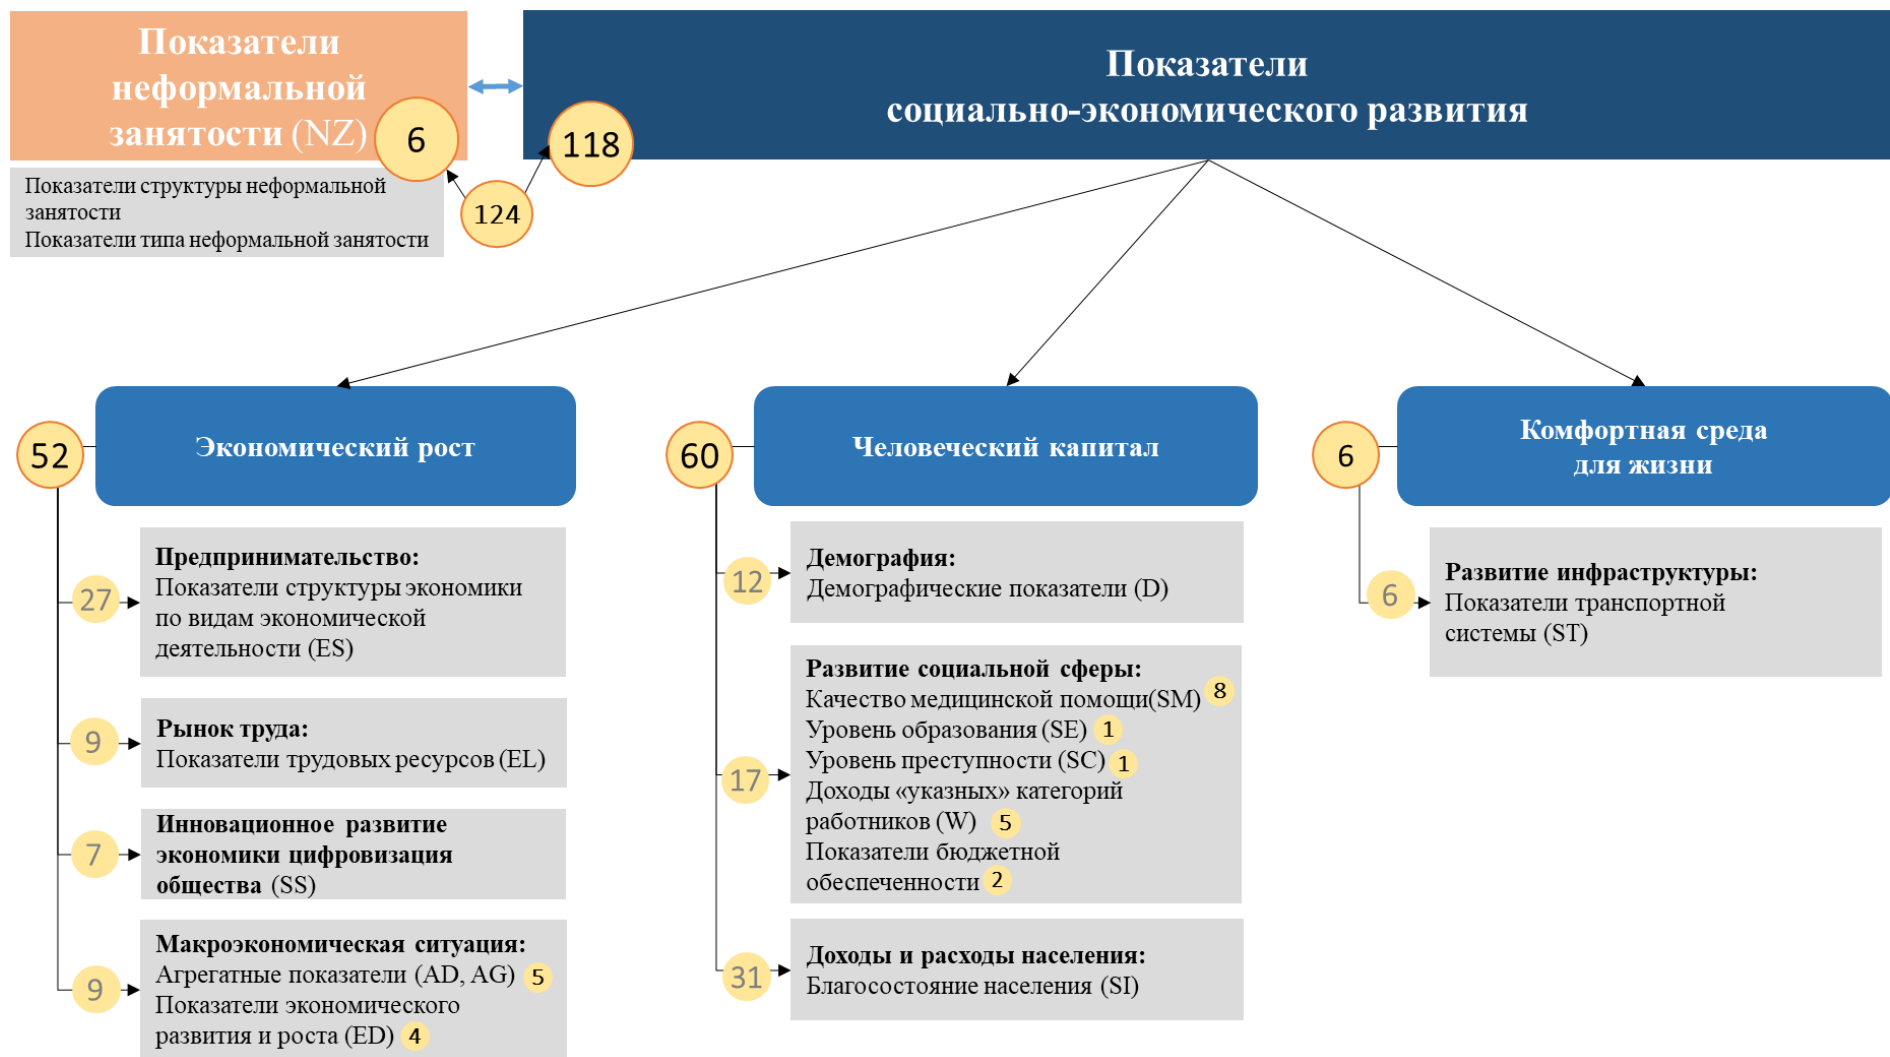 Показатели
неформальной
занятости (NZ)
6
Показатели
социально-экономического развития
118
124
Показатели структуры неформальной
занятости
Показатели типа неформальной занятости
52
Экономический рост
27
Предпринимательство:
Показатели структуры экономики
по видам экономической
деятельности (ES)
9
Рынок труда:
Показатели трудовых ресурсов (EL)
7
Инновационное развитие
экономики цифровизация
общества (SS)
9
Макроэкономическая ситуация:
Агрегатные показатели (AD, AG) 5
Показатели экономического
развития и роста (ED) 4
60
Человеческий капитал
12
Демография:
Демографические показатели (D)
17
Развитие социальной сферы:
Качество медицинской помощи(SM) 8
Уровень образования (SE) 1
Уровень преступности (SC) 1
Доходы «указных» категорий
работников (W) 5
Показатели бюджетной
обеспеченности 2
31
Доходы и расходы населения:
Благосостояние населения (SI)
6
Комфортная среда
для жизни
6
Развитие инфраструктуры:
Показатели транспортной
системы (ST)